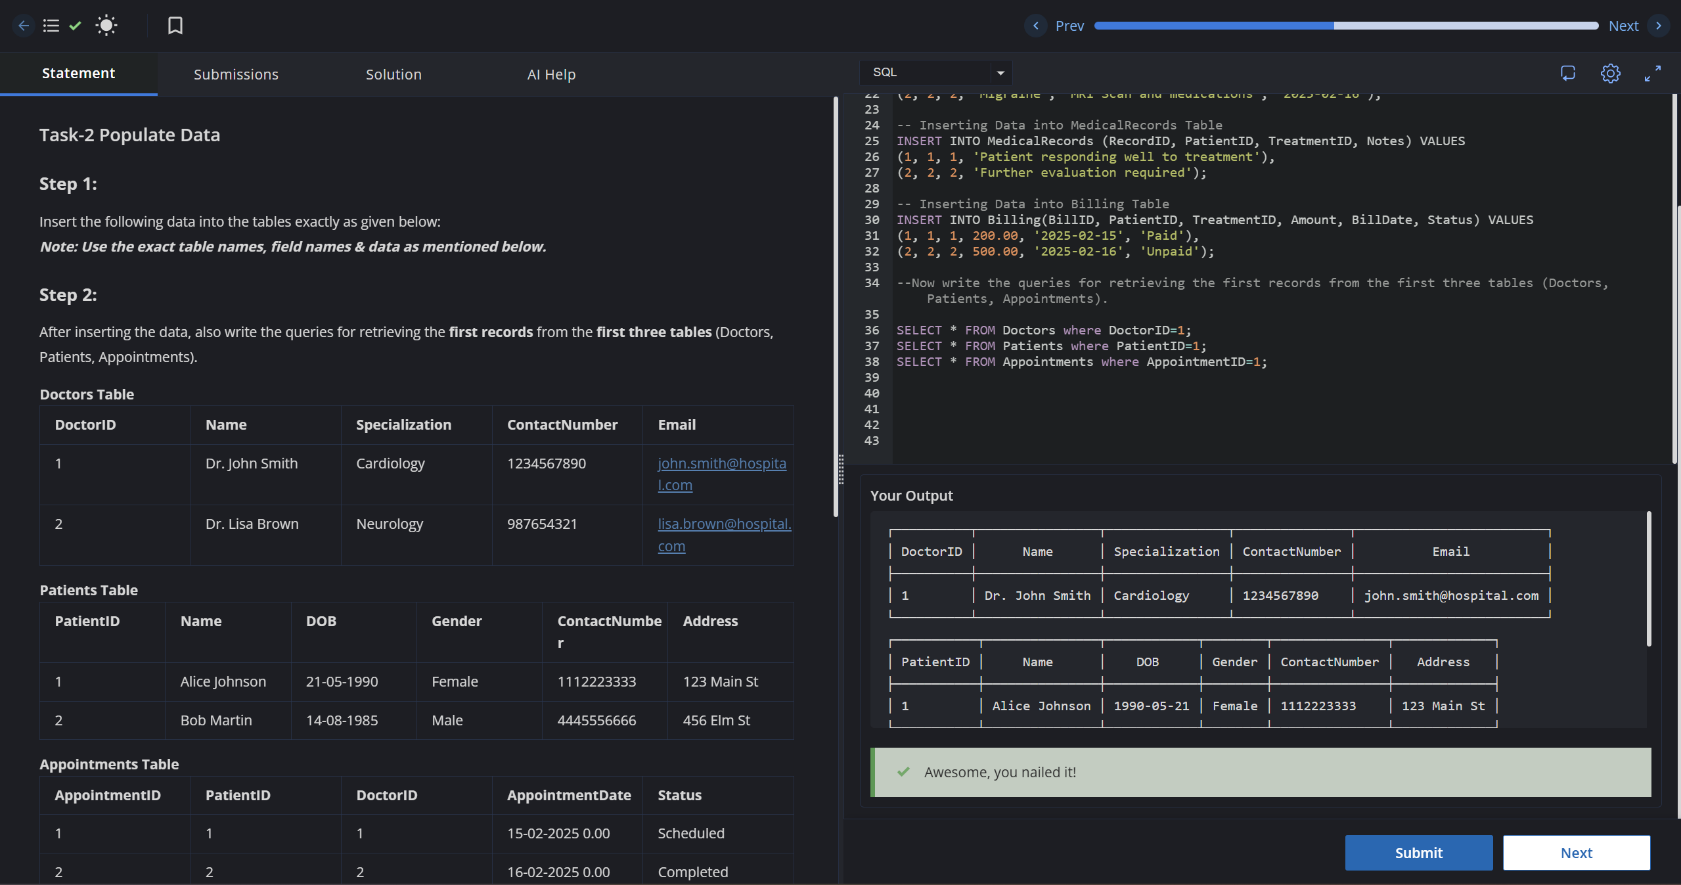 Prev
Next
Statement
Submissions
Solution
AI Help
SQL
Task-2 Populate Data
Step 1:
Insert the following data into the tables exactly as given below:
Note: Use the exact table names, field names & data as mentioned below.
Step 2:
After inserting the data, also write the queries for retrieving the first records from the first three tables (Doctors,
Patients, Appointments).
Doctors Table
DoctorID Name Specialization ContactNumber Email
1 Dr. John Smith Cardiology 1234567890 john.smith@hospita
l.com
2 Dr. Lisa Brown Neurology 987654321 lisa.brown@hospital.
com
Patients Table
PatientID Name DOB Gender ContactNumbe Address
r
1 Alice Johnson 21-05-1990 Female 1112223333 123 Main St
2 Bob Martin 14-08-1985 Male 4445556666 456 Elm St
Appointments Table
AppointmentID PatientID DoctorID AppointmentDate Status
1 1 1 15-02-2025 0.00 Scheduled
2 2 2 16-02-2025 0.00 Completed
22 (2, 2, 2, 'Migraine', 'MRI Scan and medications', '2025-02-16');
23
24 -- Inserting Data into MedicalRecords Table
25 INSERT INTO MedicalRecords (RecordID, PatientID, TreatmentID, Notes) VALUES
26 (1, 1, 1, 'Patient responding well to treatment'),
27 (2, 2, 2, 'Further evaluation required');
28
29 -- Inserting Data into Billing Table
30 INSERT INTO Billing(BillID, PatientID, TreatmentID, Amount, BillDate, Status) VALUES
31 (1, 1, 1, 200.00, '2025-02-15', 'Paid'),
32 (2, 2, 2, 500.00, '2025-02-16', 'Unpaid');
33
34 --Now write the queries for retrieving the first records from the first three tables (Doctors,
Patients, Appointments).
35
36 SELECT * FROM Doctors where DoctorID=1;
37 SELECT * FROM Patients where PatientID=1;
38 SELECT * FROM Appointments where AppointmentID=1;
39
40
41
42
43
Your Output
DoctorID Name Specialization ContactNumber Email
1 Dr. John Smith Cardiology 1234567890 john.smith@hospital.com
PatientID Name DOB Gender ContactNumber Address
1 Alice Johnson 1990-05-21 Female 1112223333 123 Main St
Awesome, you nailed it!
Submit
Next